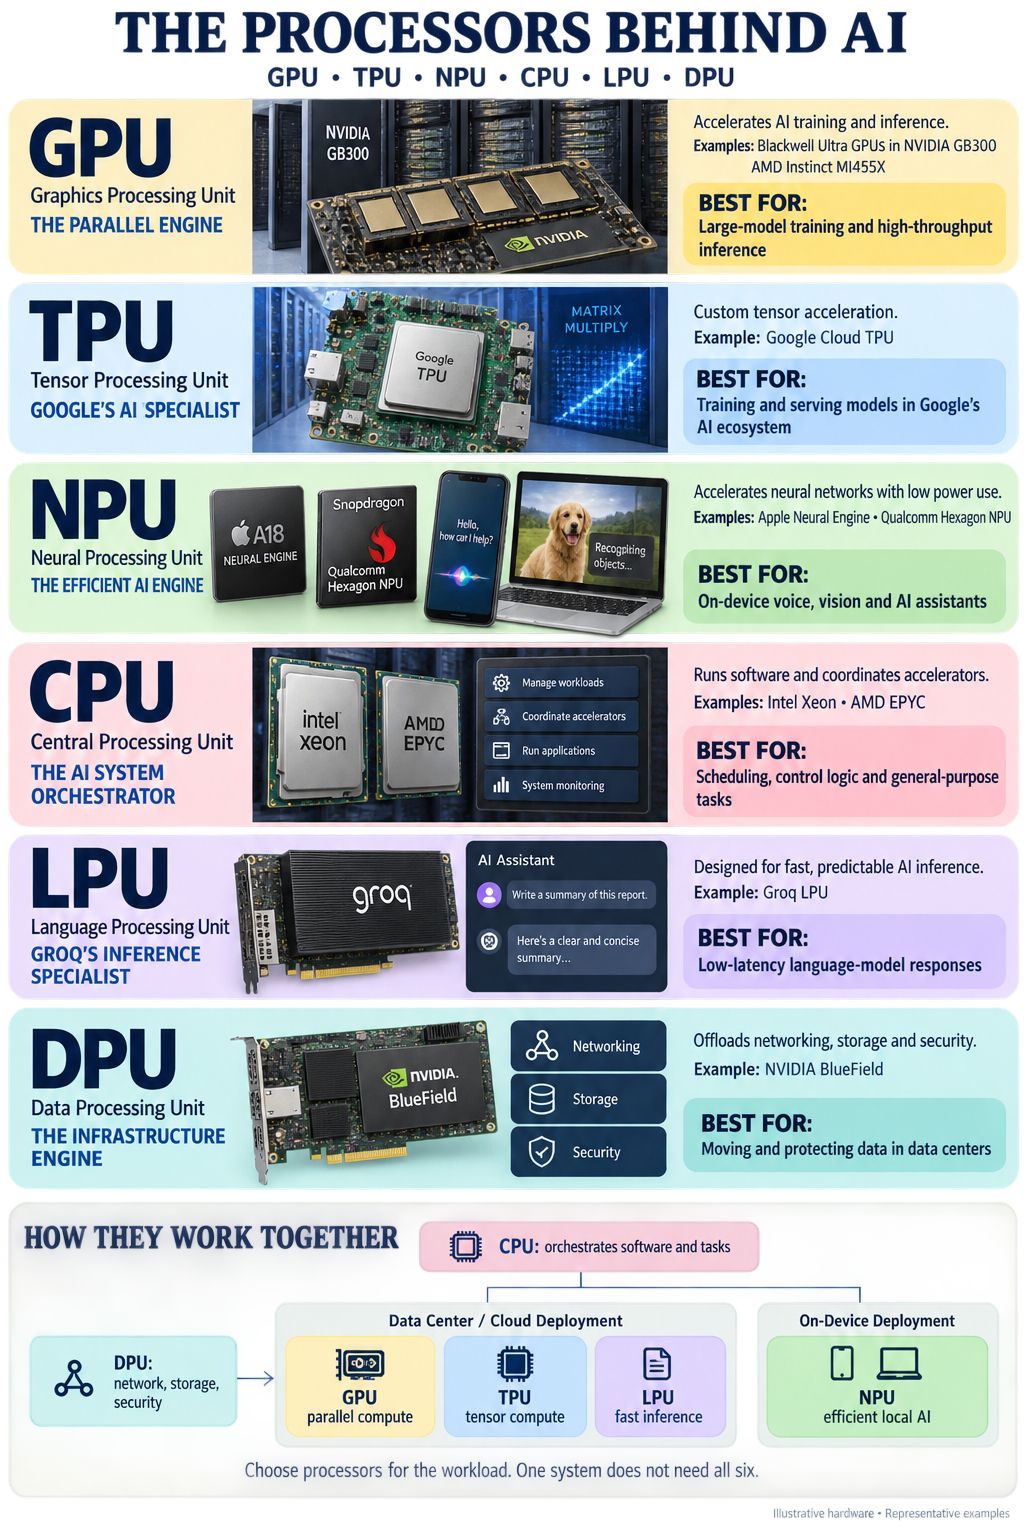 THE PROCESSORS BEHIND AI
GPU • TPU • NPU • CPU • LPU • DPU
GPU
Graphics Processing Unit
THE PARALLEL ENGINE
NVIDIA
GB300
NVIDIA
Accelerates AI training and inference.
Examples: Blackwell Ultra GPUs in NVIDIA GB300
AMD Instinct MI455X
BEST FOR:
Large-model training and high-throughput
inference
TPU
Tensor Processing Unit
GOOGLE'S AI SPECIALIST
Google
TPU
MATRIX
MULTIPLY
Custom tensor acceleration.
Example: Google Cloud TPU
BEST FOR:
Training and serving models in Google's
AI ecosystem
NPU
Neural Processing Unit
THE EFFICIENT AI ENGINE
A18
NEURAL ENGINE
Snapdragon
Qualcomm
Hexagon NPU
Hello,
how can I help?
Recognizing
objects...
Accelerates neural networks with low power use.
Examples: Apple Neural Engine • Qualcomm Hexagon NPU
BEST FOR:
On-device voice, vision and AI assistants
CPU
Central Processing Unit
THE AI SYSTEM
ORCHESTRATOR
intel
xeon
AMD
EPYC
Manage workloads
Coordinate accelerators
Run applications
System monitoring
Runs software and coordinates accelerators.
Examples: Intel Xeon • AMD EPYC
BEST FOR:
Scheduling, control logic and general-purpose
tasks
LPU
Language Processing Unit
GROQ'S INFERENCE
SPECIALIST
groq
AI Assistant
Write a summary of this report.
Here's a clear and concise
summary...
Designed for fast, predictable AI inference.
Example: Groq LPU
BEST FOR:
Low-latency language-model responses
DPU
Data Processing Unit
THE INFRASTRUCTURE
ENGINE
NVIDIA.
BlueField
Networking
Storage
Security
Offloads networking, storage and security.
Example: NVIDIA BlueField
BEST FOR:
Moving and protecting data in data centers
HOW THEY WORK TOGETHER
CPU: orchestrates software and tasks
Data Center / Cloud Deployment
On-Device Deployment
DPU:
network, storage,
security
GPU
parallel compute
TPU
tensor compute
LPU
fast inference
NPU
efficient local AI
Choose processors for the workload. One system does not need all six.
Illustrative hardware • Representative examples